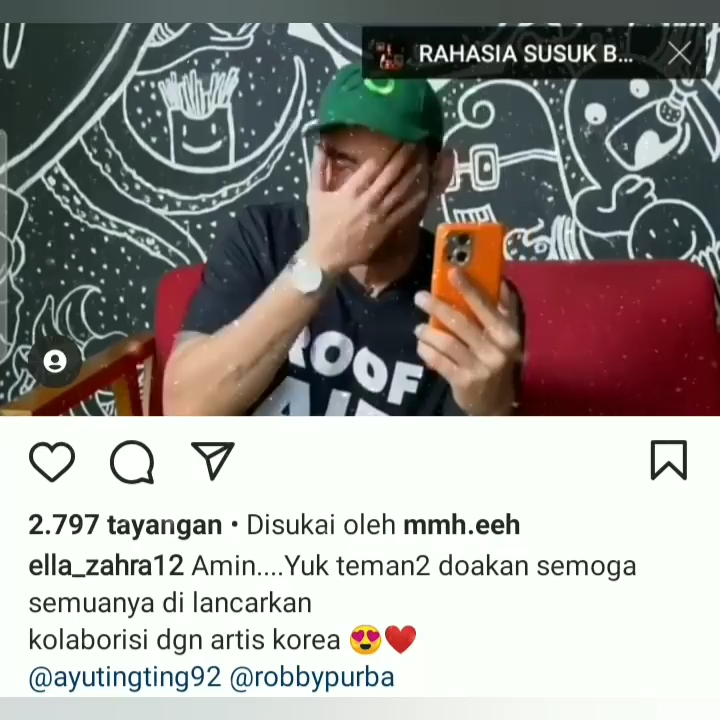 RAHASIA SUSUK B...
ROOF
2.797 tayangan • Disukai oleh mmh.eeh
ella_zahra12 Amin....Yuk teman2 doakan semoga
semuanya di lancarkan
kolaborisi dgn artis korea 😍❤️
@ayutingting92 @robbypurba